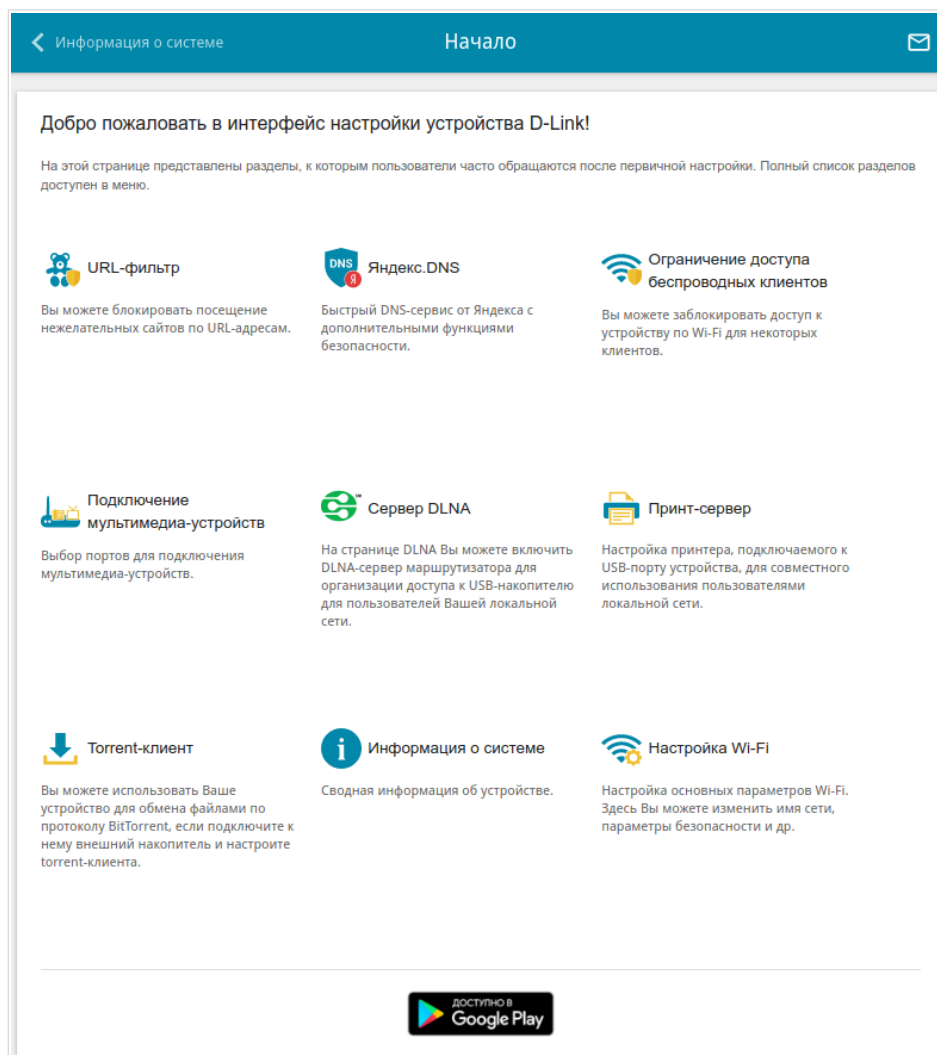 Информация о системе
Начало
Добро пожаловать в интерфейс настройки устройства D-Link!
На этой странице представлены разделы, к которым пользователи часто обращаются после первичной настройки. Полный список разделов
доступен в меню.
URL-фильтр
Вы можете блокировать посещение
нежелательных сайтов по URL-адресам.
DNS
Я
Яндекс.DNS
Быстрый DNS-сервис от Яндекса с
дополнительными функциями
безопасности.
Ограничение доступа
беспроводных клиентов
Вы можете заблокировать доступ к
устройству по Wi-Fi для некоторых
клиентов.
Подключение
мультимедиа-устройств
Выбор портов для подключения
мультимедиа-устройств.
Сервер DLNA
На странице DLNA Вы можете включить
DLNA-сервер маршрутизатора для
организации доступа к USB-накопителю
для пользователей Вашей локальной
сети.
Принт-сервер
Настройка принтера, подключаемого к
USB-порту устройства, для совместного
использования пользователями
локальной сети.
Torrent-клиент
Вы можете использовать Ваше
устройство для обмена файлами по
протоколу BitTorrent, если подключите к
нему внешний накопитель и настроите
torrent-клиента.
i
Информация о системе
Сводная информация об устройстве.
Настройка Wi-Fi
Настройка основных параметров Wi-Fi.
Здесь Вы можете изменить имя сети,
параметры безопасности и др.
ДОСТУПНО В
Google Play